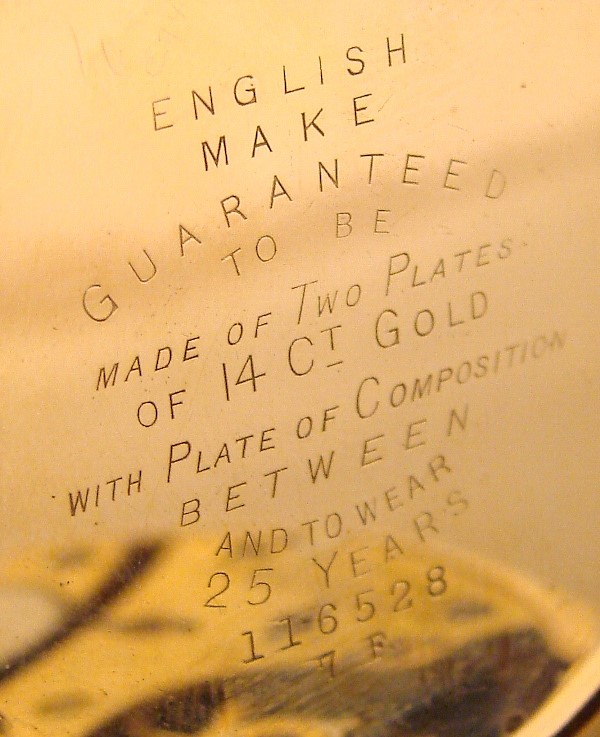 ENGLISH
MAKE
GUARANTEED
TO BE
MADE OF TWO PLATES
OF 14 CT GOLD
WITH PLATE OF COMPOSITION
BETWEEN
AND TO WEAR
25 YEARS
116528
7 F